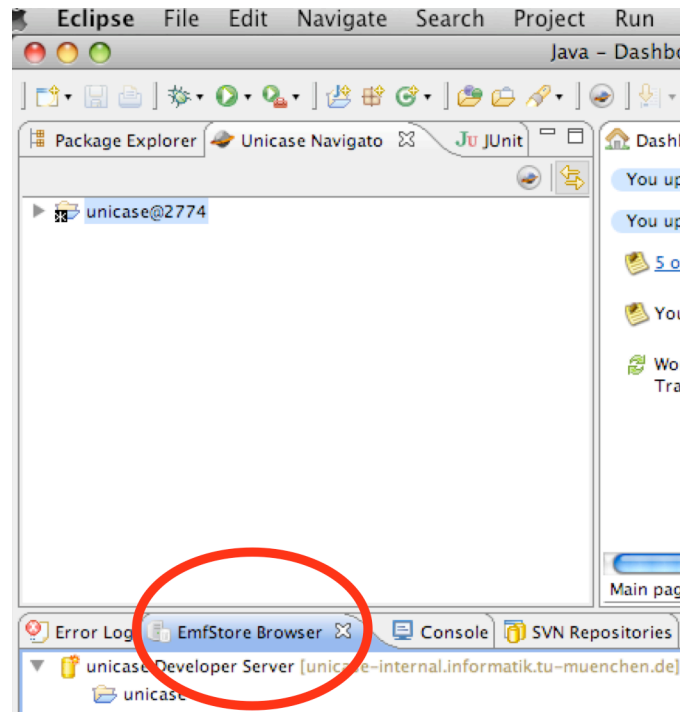 Eclipse File Edit Navigate Search Project Run
Java – Dashbo
Package Explorer Unicase Navigato JU JUnit Dashl
You up
unicase@2774
You up
5 o
You
Wo
Tra
Main pag
Error Log EmfStore Browser Console SVN Repositories
unicase Developer Server [unicase-internal.informatik.tu-muenchen.de]
unicase